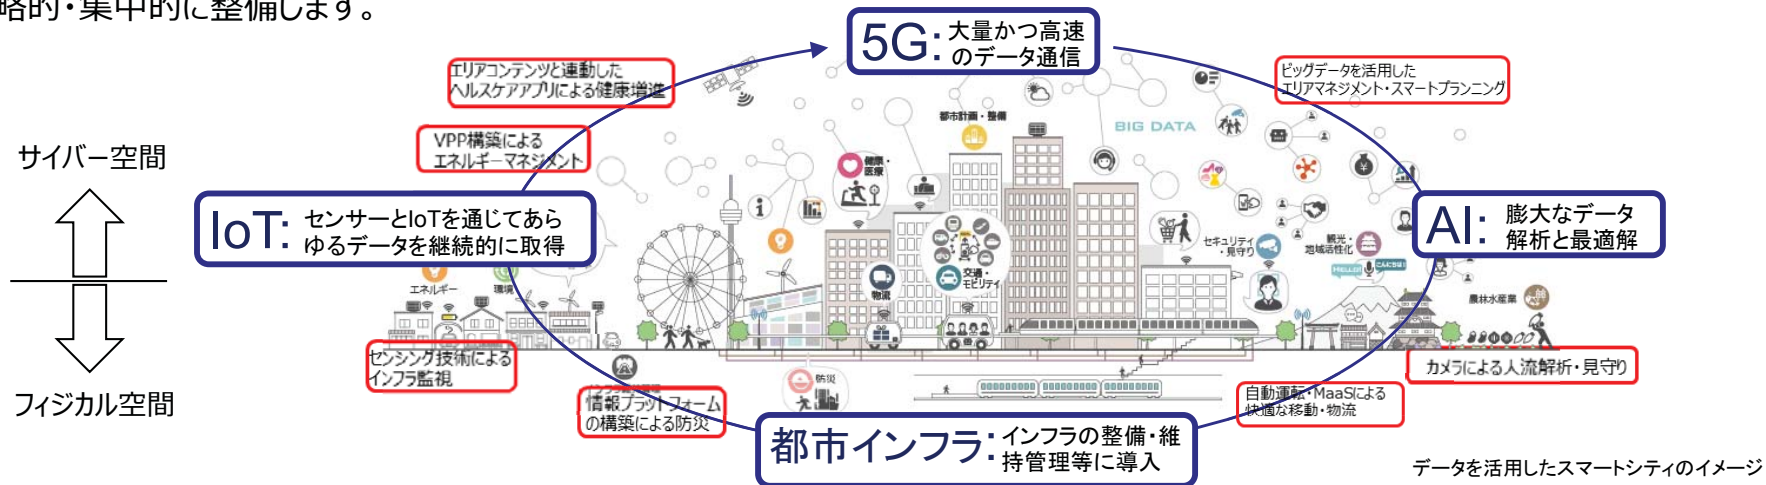 略的・集中的に整備します。
5G: 大量かつ高速
のデータ通信
エリアコンテンツと連動した
ヘルスケアアプリによる健康増進
ビッグデータを活用した
エリアマネジメント・スマートプランニング
VPP構築による
エネルギーマネジメント
都市計画・整備
BIG DATA
健康・
医療
サイバー空間
IoT: センサーとIoTを通じてあら
ゆるデータを継続的に取得
AI: 膨大なデータ
解析と最適解
セキュリティ
・見守り
観光・
地域活性化
HELLO!
こんにちは!
交通・
モビリティ
物流
エネルギー
環境
農林水産業
センシング技術による
インフラ監視
カメラによる人流解析・見守り
フィジカル空間
防災
情報プラットフォーム
の構築による防災
自動運転・MaaSによる
快適な移動・物流
都市インフラ: インフラの整備・維
持管理等に導入
データを活用したスマートシティのイメージ